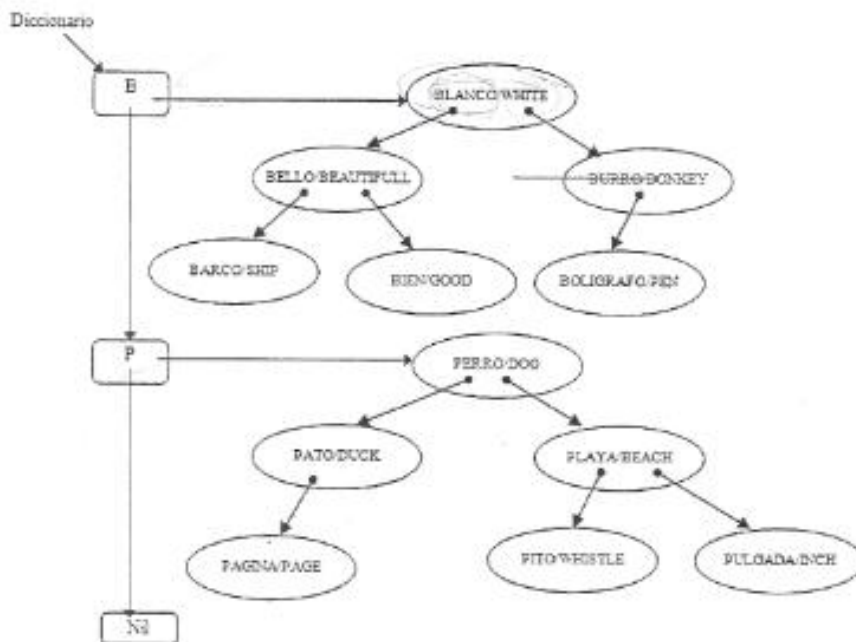 Diccionario
B
BLANCO/WHITE
BELLO/BEAUTIFULL
BURRO/DONKEY
BARCO/SHIP
BIEN/GOOD
BOLIGRAFO/PEN
P
PERRO/DOG
PATO/DUCK
PLAYA/BEACH
PAGINA/PAGE
PITO/WHISTLE
PULGADA/INCH
Nil